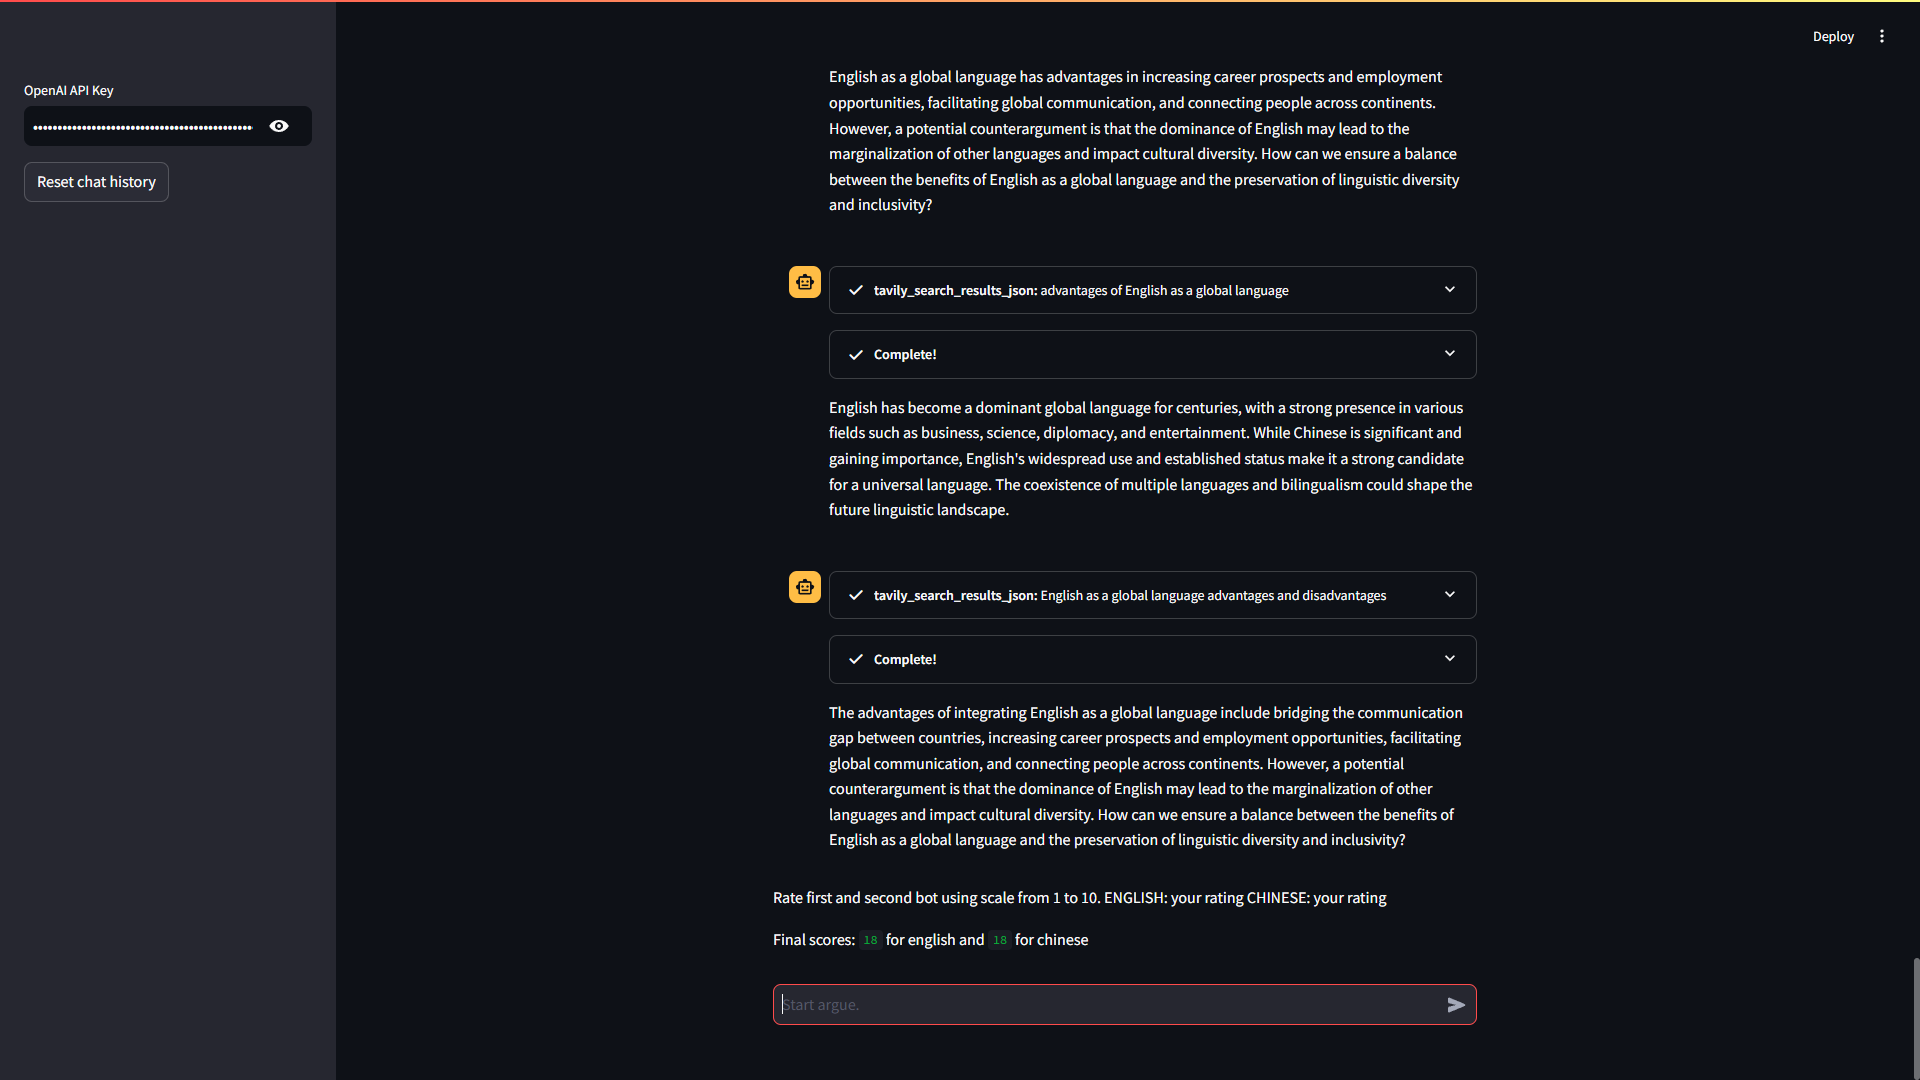 Deploy
OpenAI API Key
Reset chat history
English as a global language has advantages in increasing career prospects and employment
opportunities, facilitating global communication, and connecting people across continents.
However, a potential counterargument is that the dominance of English may lead to the
marginalization of other languages and impact cultural diversity. How can we ensure a balance
between the benefits of English as a global language and the preservation of linguistic diversity
and inclusivity?
tavily_search_results_json: advantages of English as a global language
Complete!
English has become a dominant global language for centuries, with a strong presence in various
fields such as business, science, diplomacy, and entertainment. While Chinese is significant and
gaining importance, English's widespread use and established status make it a strong candidate
for a universal language. The coexistence of multiple languages and bilingualism could shape the
future linguistic landscape.
tavily_search_results_json: English as a global language advantages and disadvantages
Complete!
The advantages of integrating English as a global language include bridging the communication
gap between countries, increasing career prospects and employment opportunities, facilitating
global communication, and connecting people across continents. However, a potential
counterargument is that the dominance of English may lead to the marginalization of other
languages and impact cultural diversity. How can we ensure a balance between the benefits of
English as a global language and the preservation of linguistic diversity and inclusivity?
Rate first and second bot using scale from 1 to 10. ENGLISH: your rating CHINESE: your rating
Final scores: 18 for english and 18 for chinese
Start argue.